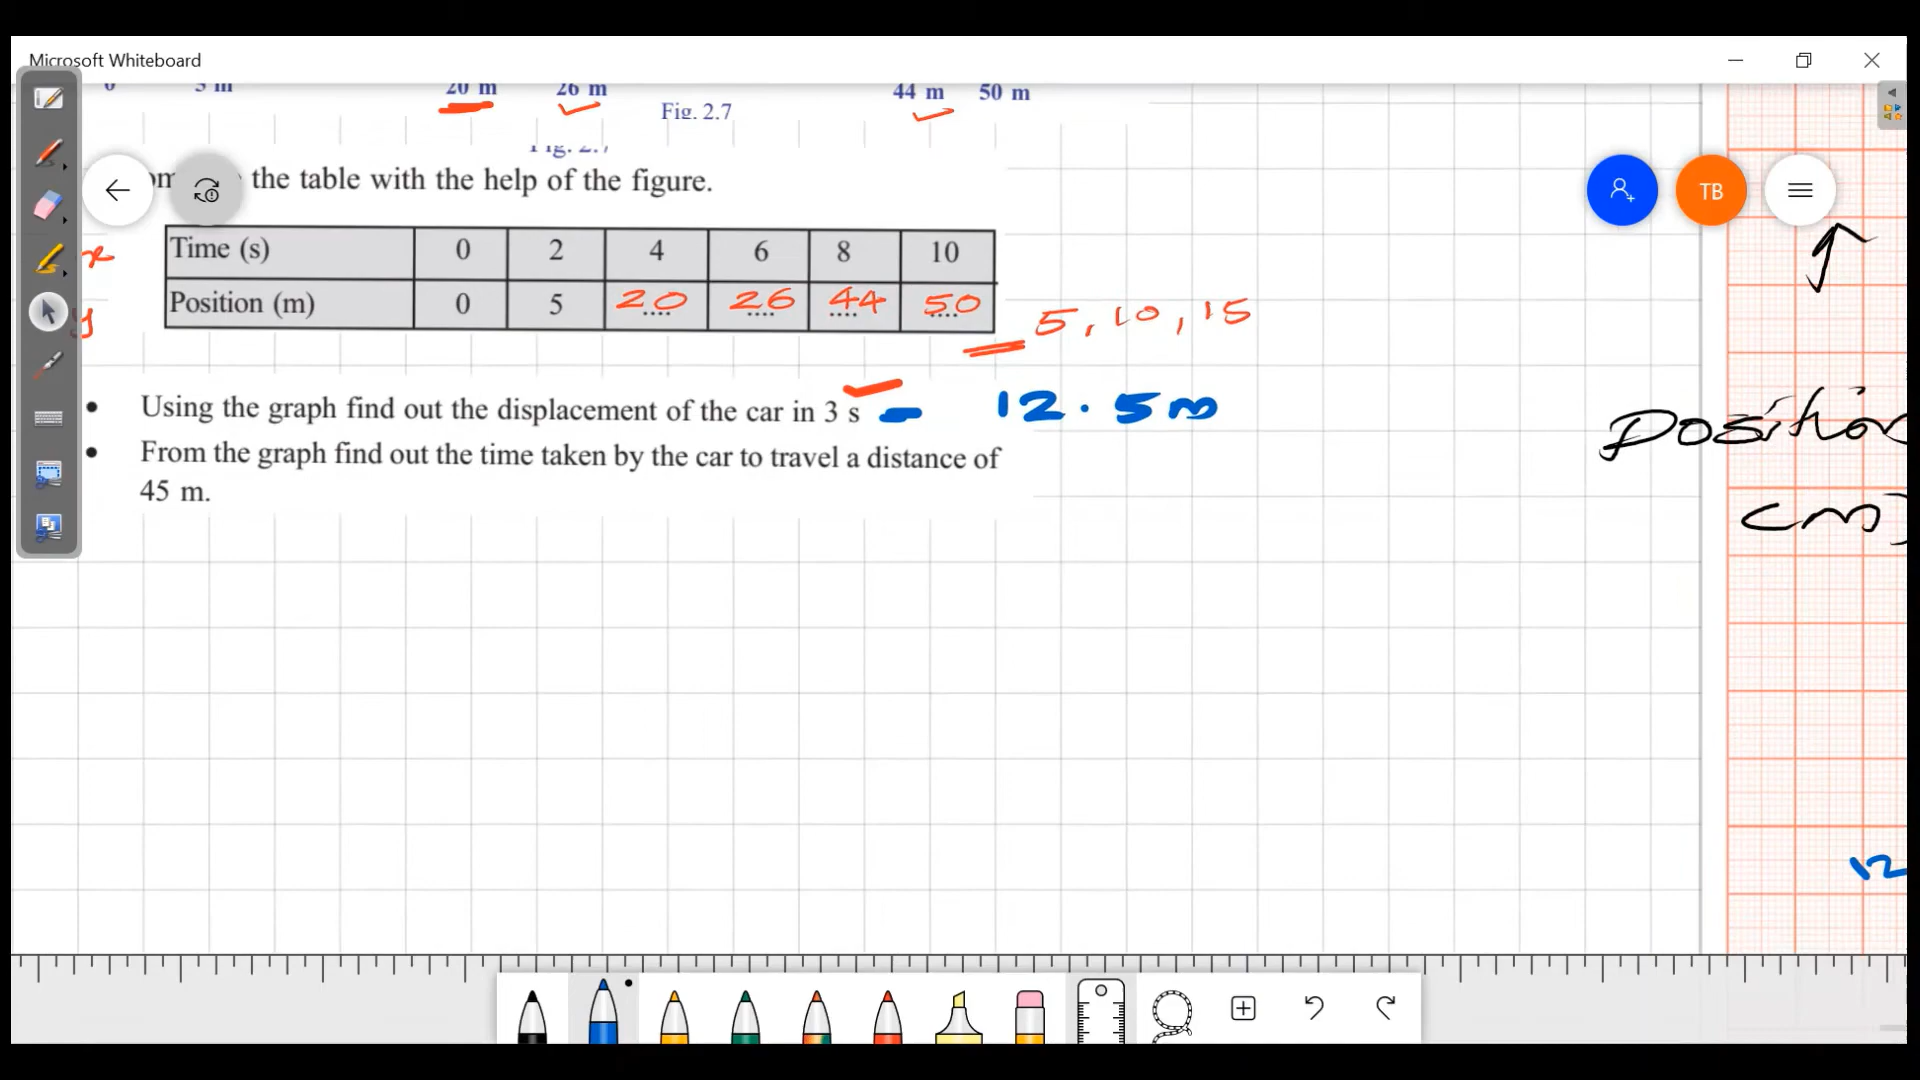 Microsoft Whiteboard
20 m 26 m 44 m 50 m
Fig. 2.7
the table with the help of the figure.
TB
x Time (s) 0 2 4 6 8 10
y Position (m) 0 5 20 26 44 50
5, 10, 15
• Using the graph find out the displacement of the car in 3 s - 12.5m
• From the graph find out the time taken by the car to travel a distance of
45 m.
Position
(m)
12